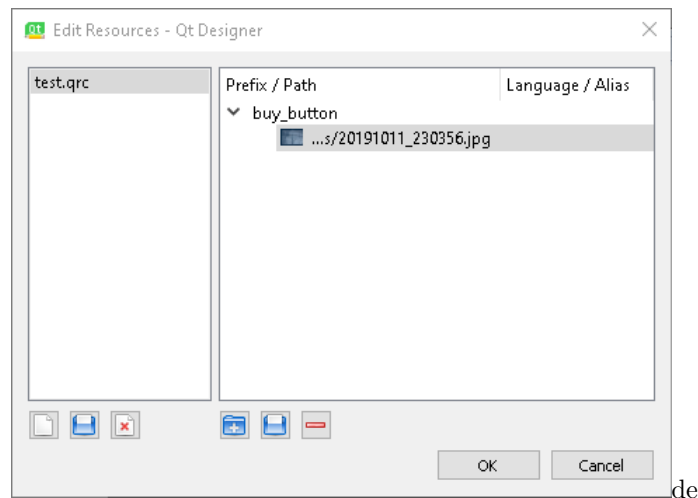 Edit Resources - Qt Designer
test.qrc
Prefix / Path Language / Alias
buy_button
...s/20191011_230356.jpg
OK Cancel
de